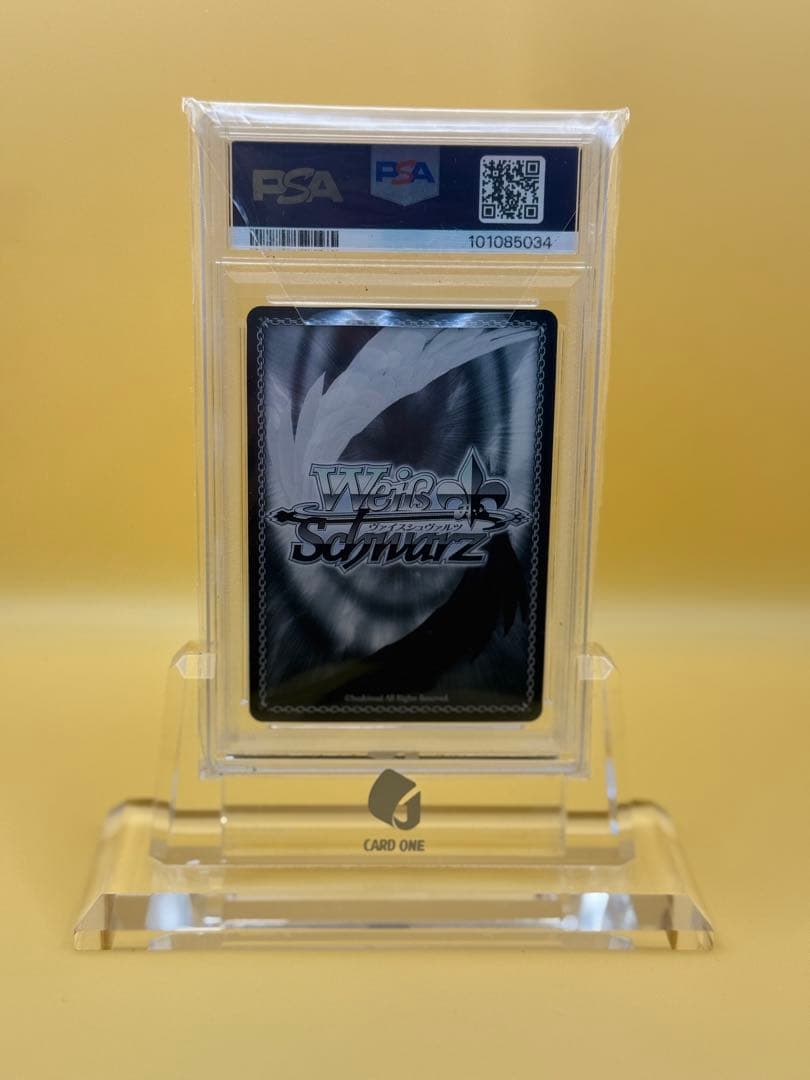 PSA
PSA
101085034
Weiß
ヴァイスシュヴァルツ
Schwarz
©bushiroad All Rights Reserved.
CARD ONE